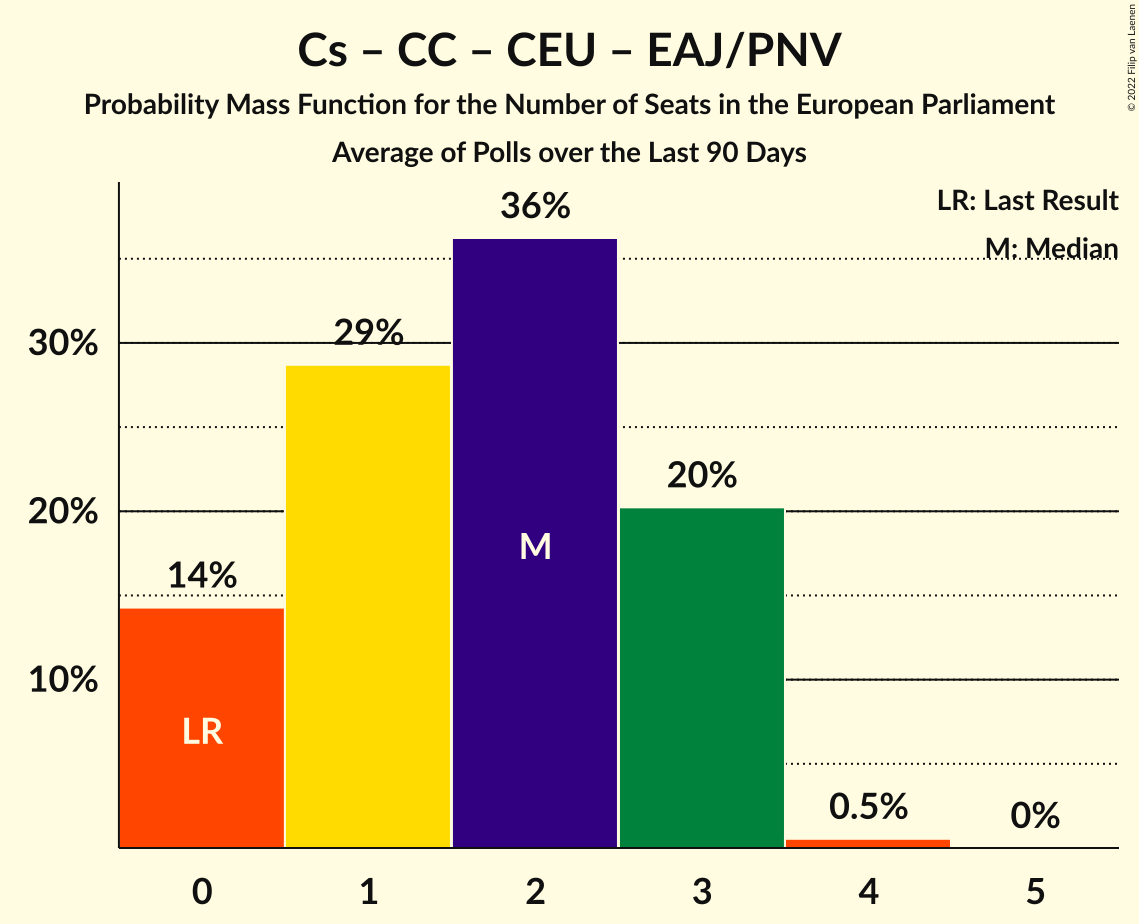 Cs – CC – CEU – EAJ/PNV
Probability Mass Function for the Number of Seats in the European Parliament
Average of Polls over the Last 90 Days
© 2022 Filip van Laenen
LR: Last Result
M: Median
36%
29%
30%
20%
20%
M
14%
10%
LR
0.5%
0%
0 1 2 3 4 5